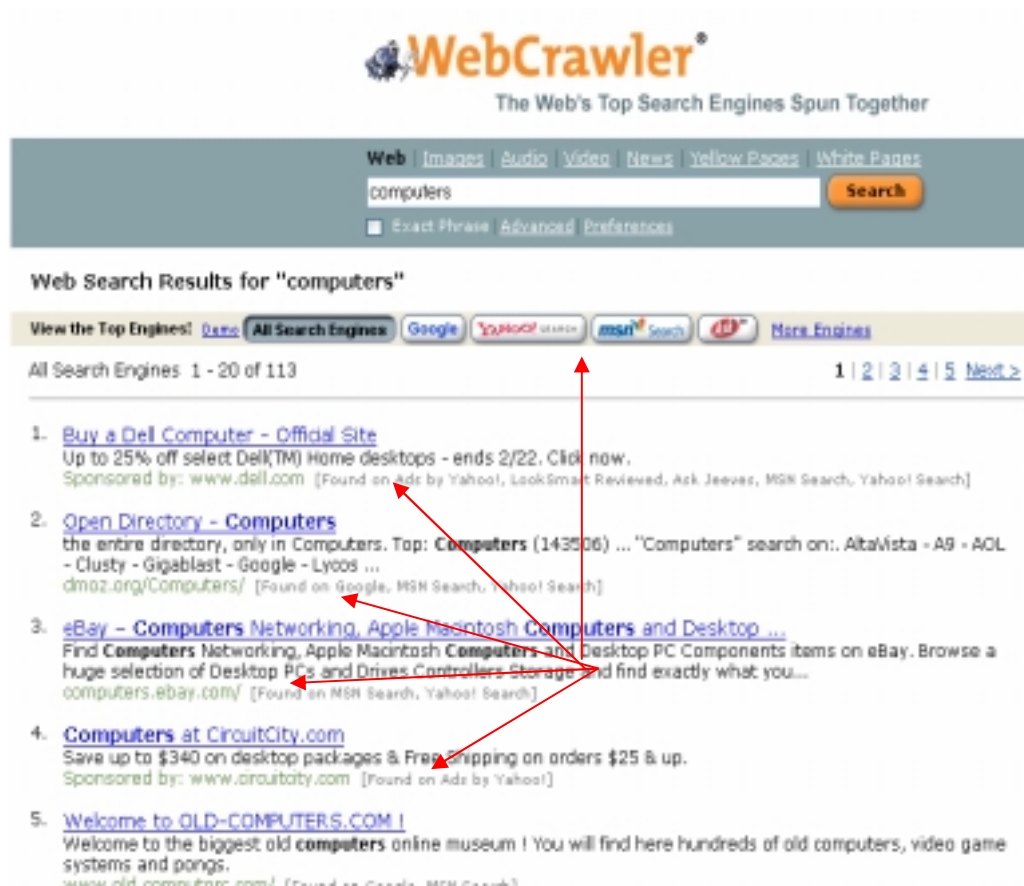 WebCrawler®
The Web's Top Search Engines Spun Together
Web | Images | Audio | Video | News | Yellow Pages | White Pages
computers Search
Exact Phrase | Advanced | Preferences
Web Search Results for "computers"
View the Top Engines! Demo All Search Engines Google YAHOO! SEARCH msn Search More Engines
All Search Engines 1 - 20 of 113 1 | 2 | 3 | 4 | 5 Next >
1. Buy a Dell Computer - Official Site
Up to 25% off select Dell(TM) Home desktops - ends 2/22. Click now.
Sponsored by: www.dell.com [Found on Ads by Yahoo!, LookSmart Reviewed, Ask Jeeves, MSN Search, Yahoo! Search]
2. Open Directory - Computers
the entire directory, only in Computers. Top: Computers (143506) ... "Computers" search on:. AltaVista - A9 - AOL
- Clusty - Gigablast - Google - Lycos ...
dmoz.org/Computers/ [Found on Google, MSN Search, Yahoo! Search]
3. eBay – Computers Networking, Apple Macintosh Computers and Desktop ...
Find Computers Networking, Apple Macintosh Computers and Desktop PC Components items on eBay. Browse a
huge selection of Desktop PCs and Drives Controllers Storage and find exactly what you...
computers.ebay.com/ [Found on MSN Search, Yahoo! Search]
4. Computers at CircuitCity.com
Save up to $340 on desktop packages & Free Shipping on orders $25 & up.
Sponsored by: www.circuitcity.com [Found on Ads by Yahoo!]
5. Welcome to OLD-COMPUTERS.COM !
Welcome to the biggest old computers online museum ! You will find here hundreds of old computers, video game
systems and pongs.
www.old-computers.com/ [Found on Google, MSN Search]